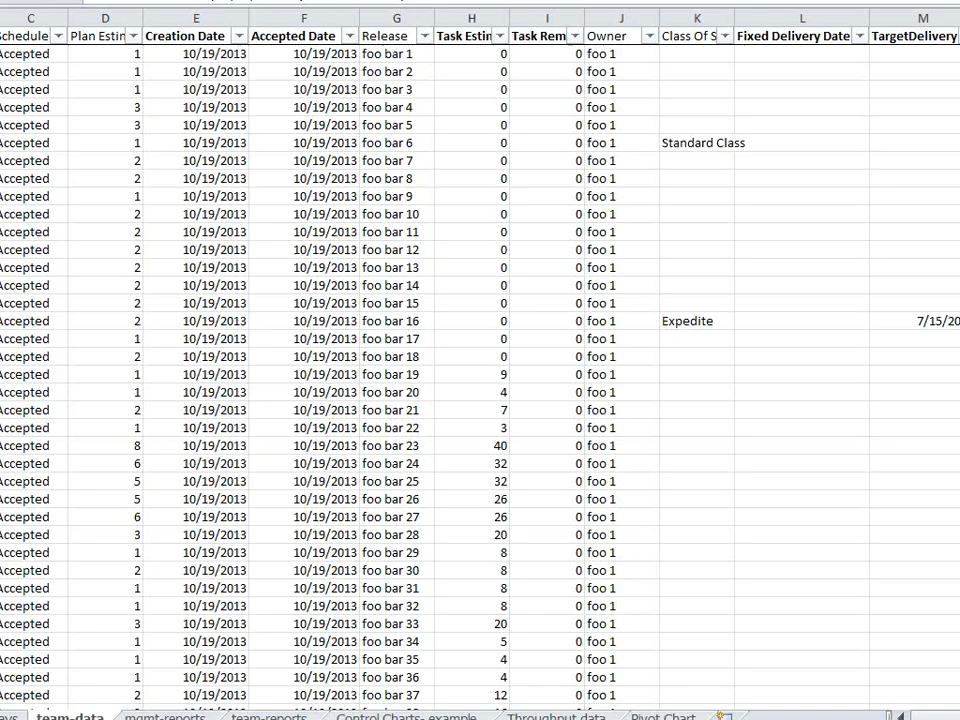 C D E F G H I J K L M
Schedule Plan Estin Creation Date Accepted Date Release Task Estin Task Rem Owner Class Of S Fixed Delivery Date TargetDelivery
Accepted 1 10/19/2013 10/19/2013 foo bar 1 0 0 foo 1
Accepted 1 10/19/2013 10/19/2013 foo bar 2 0 0 foo 1
Accepted 1 10/19/2013 10/19/2013 foo bar 3 0 0 foo 1
Accepted 3 10/19/2013 10/19/2013 foo bar 4 0 0 foo 1
Accepted 3 10/19/2013 10/19/2013 foo bar 5 0 0 foo 1
Accepted 1 10/19/2013 10/19/2013 foo bar 6 0 0 foo 1 Standard Class
Accepted 2 10/19/2013 10/19/2013 foo bar 7 0 0 foo 1
Accepted 2 10/19/2013 10/19/2013 foo bar 8 0 0 foo 1
Accepted 1 10/19/2013 10/19/2013 foo bar 9 0 0 foo 1
Accepted 2 10/19/2013 10/19/2013 foo bar 10 0 0 foo 1
Accepted 2 10/19/2013 10/19/2013 foo bar 11 0 0 foo 1
Accepted 2 10/19/2013 10/19/2013 foo bar 12 0 0 foo 1
Accepted 2 10/19/2013 10/19/2013 foo bar 13 0 0 foo 1
Accepted 2 10/19/2013 10/19/2013 foo bar 14 0 0 foo 1
Accepted 2 10/19/2013 10/19/2013 foo bar 15 0 0 foo 1
Accepted 2 10/19/2013 10/19/2013 foo bar 16 0 0 foo 1 Expedite 7/15/20
Accepted 1 10/19/2013 10/19/2013 foo bar 17 0 0 foo 1
Accepted 2 10/19/2013 10/19/2013 foo bar 18 0 0 foo 1
Accepted 1 10/19/2013 10/19/2013 foo bar 19 9 0 foo 1
Accepted 1 10/19/2013 10/19/2013 foo bar 20 4 0 foo 1
Accepted 2 10/19/2013 10/19/2013 foo bar 21 7 0 foo 1
Accepted 1 10/19/2013 10/19/2013 foo bar 22 3 0 foo 1
Accepted 8 10/19/2013 10/19/2013 foo bar 23 40 0 foo 1
Accepted 6 10/19/2013 10/19/2013 foo bar 24 32 0 foo 1
Accepted 5 10/19/2013 10/19/2013 foo bar 25 32 0 foo 1
Accepted 5 10/19/2013 10/19/2013 foo bar 26 26 0 foo 1
Accepted 6 10/19/2013 10/19/2013 foo bar 27 26 0 foo 1
Accepted 3 10/19/2013 10/19/2013 foo bar 28 20 0 foo 1
Accepted 1 10/19/2013 10/19/2013 foo bar 29 8 0 foo 1
Accepted 2 10/19/2013 10/19/2013 foo bar 30 8 0 foo 1
Accepted 1 10/19/2013 10/19/2013 foo bar 31 8 0 foo 1
Accepted 1 10/19/2013 10/19/2013 foo bar 32 8 0 foo 1
Accepted 3 10/19/2013 10/19/2013 foo bar 33 20 0 foo 1
Accepted 1 10/19/2013 10/19/2013 foo bar 34 5 0 foo 1
Accepted 1 10/19/2013 10/19/2013 foo bar 35 4 0 foo 1
Accepted 1 10/19/2013 10/19/2013 foo bar 36 4 0 foo 1
Accepted 2 10/19/2013 10/19/2013 foo bar 37 12 0 foo 1
team-data mgmt-reports team-reports Control Charts- example Throughput data Pivot Chart